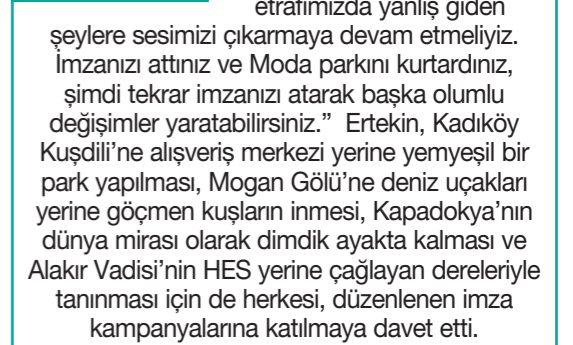 etrafımızda yanlış giden
şeylere sesimizi çıkarmaya devam etmeliyiz.
İmzanızı attınız ve Moda parkını kurtardınız,
şimdi tekrar imzanızı atarak başka olumlu
değişimler yaratabilirsiniz.” Ertekin, Kadıköy
Kuşdili’ne alışveriş merkezi yerine yemyeşil bir
park yapılması, Mogan Gölü’ne deniz uçakları
yerine göçmen kuşların inmesi, Kapadokya’nın
dünya mirası olarak dimdik ayakta kalması ve
Alakır Vadisi’nin HES yerine çağlayan dereleriyle
tanınması için de herkesi, düzenlenen imza
kampanyalarına katılmaya davet etti.